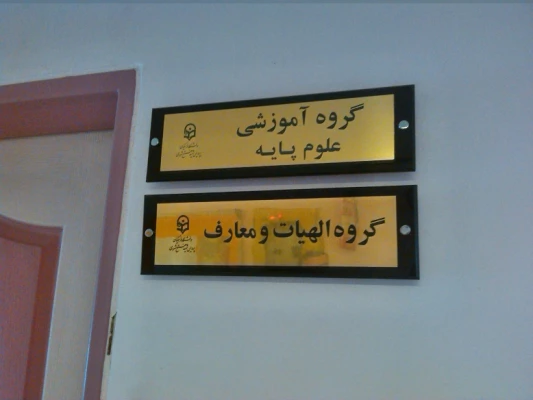 گروه آموزشی
علوم پایه
گروه الهیات و معارف